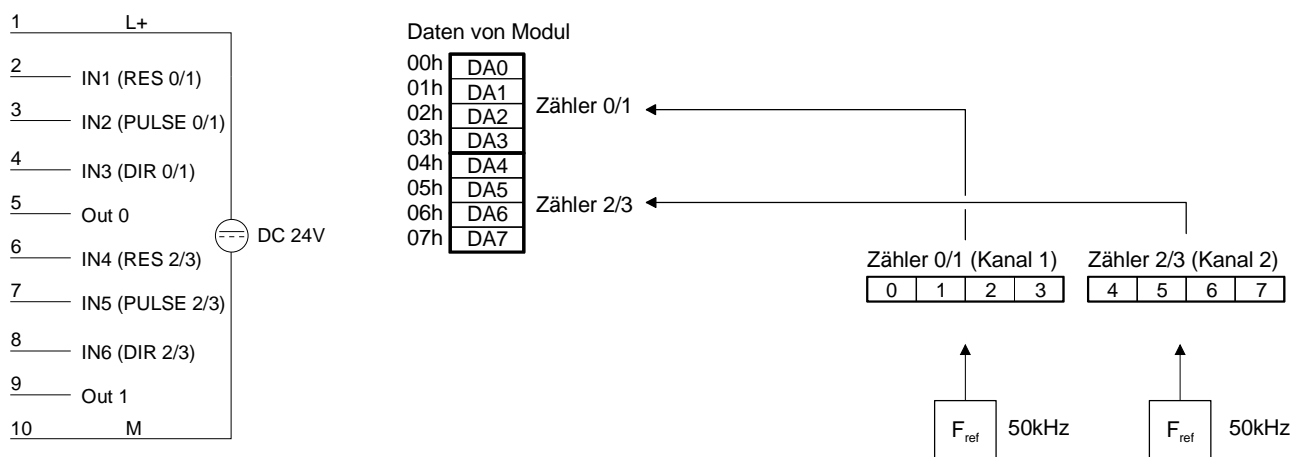 1 L+
2 IN1 (RES 0/1)
3 IN2 (PULSE 0/1)
4 IN3 (DIR 0/1)
5 Out 0
DC 24V
6 IN4 (RES 2/3)
7 IN5 (PULSE 2/3)
8 IN6 (DIR 2/3)
9 Out 1
10 M
Daten von Modul
00h DA0
01h DA1
02h DA2
03h DA3
Zähler 0/1
04h DA4
05h DA5
06h DA6
07h DA7
Zähler 2/3
Zähler 0/1 (Kanal 1)
0 1 2 3
Fref 50kHz
Zähler 2/3 (Kanal 2)
4 5 6 7
Fref 50kHz